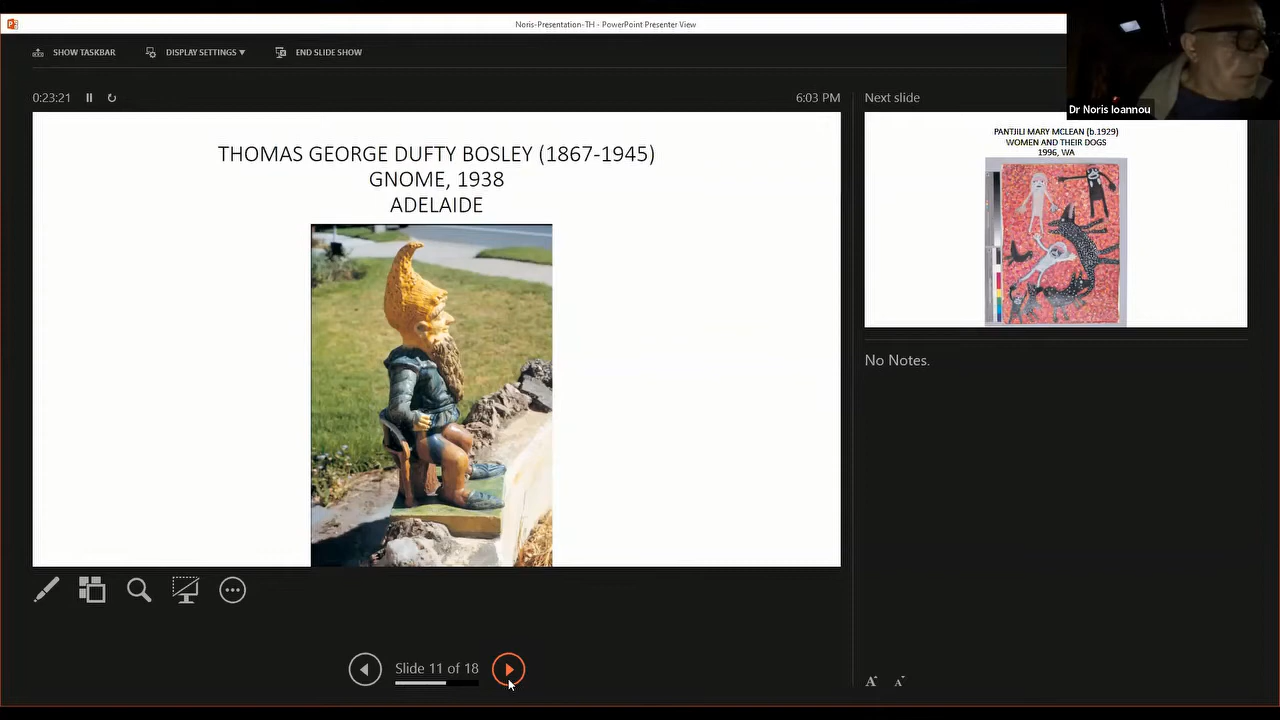 Noris-Presentation-TH - PowerPoint Presenter View
SHOW TASKBAR
DISPLAY SETTINGS ▾
END SLIDE SHOW
0:23:21
6:03 PM
Next slide
Dr Noris Ioannou
THOMAS GEORGE DUFTY BOSLEY (1867-1945)
GNOME, 1938
ADELAIDE
PANTJILI MARY MCLEAN (b.1929)
WOMEN AND THEIR DOGS
1996, WA
No Notes.
Slide 11 of 18
A A